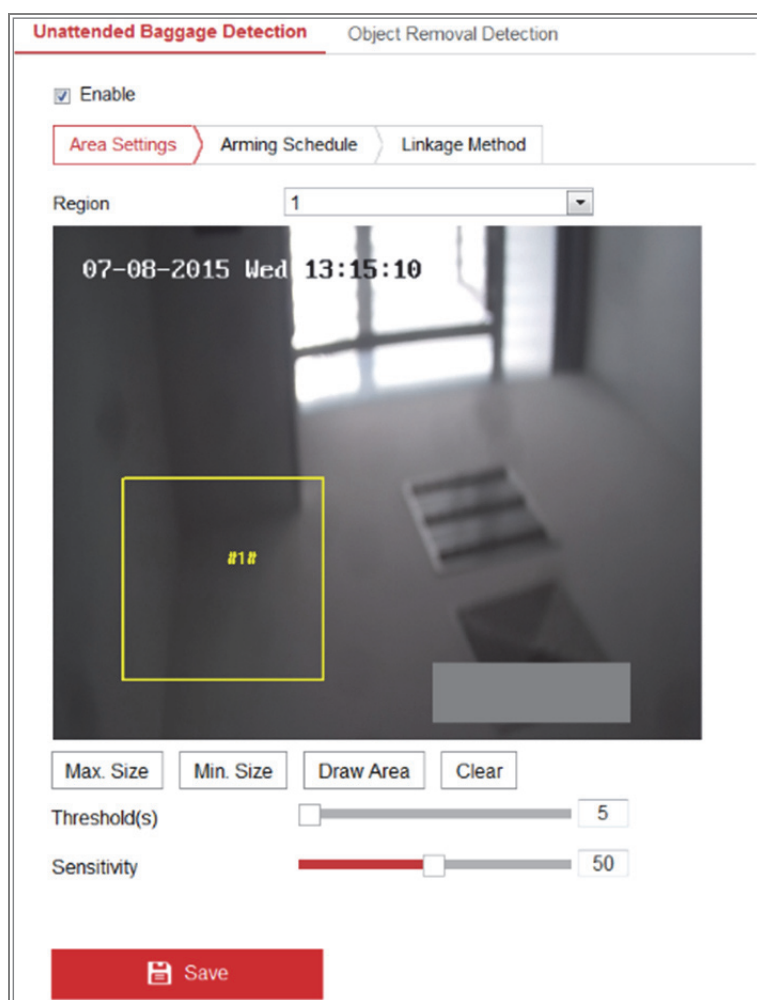 Unattended Baggage Detection Object Removal Detection
Enable
Area Settings Arming Schedule Linkage Method
Region 1
07-08-2015 Wed 13:15:10
#1#
Max. Size Min. Size Draw Area Clear
Threshold(s) 5
Sensitivity 50
Save